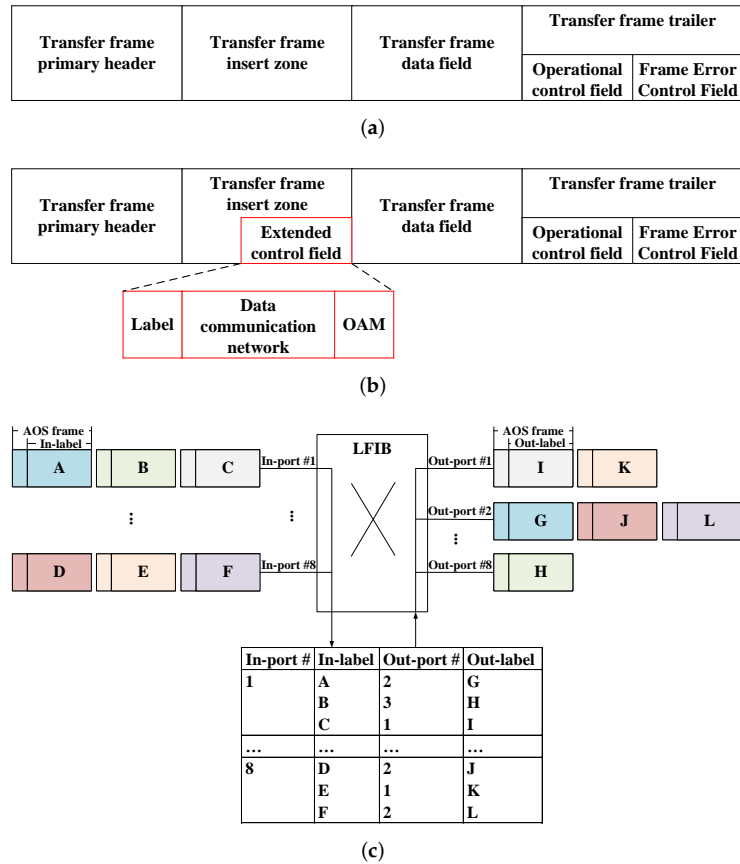 Transfer frame primary header
Transfer frame insert zone
Transfer frame data field
Transfer frame trailer
Operational control field
Frame Error Control Field
(a)
Transfer frame primary header
Transfer frame insert zone
Extended control field
Transfer frame data field
Transfer frame trailer
Operational control field
Frame Error Control Field
Label
Data communication network
OAM
(b)
AOS frame
In-label
A
B
C
In-port #1
...
...
D
E
F
In-port #8
LFIB
AOS frame
Out-label
Out-port #1
I
K
Out-port #2
G
J
L
...
Out-port #8
H
In-port # In-label Out-port # Out-label
1 A 2 G
B 3 H
C 1 I
... ... ... ...
8 D 2 J
E 1 K
F 2 L
(c)